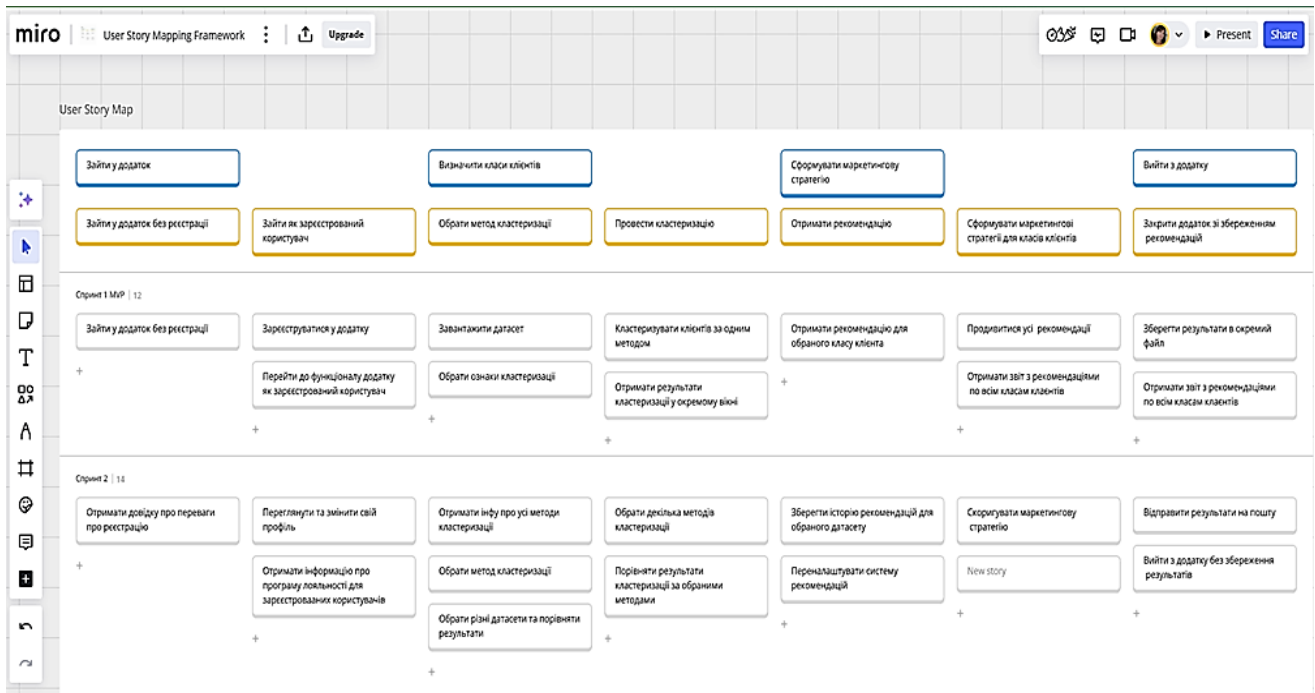 miro
User Story Mapping Framework
Upgrade
Present
Share
User Story Map
Зайти у додаток
Визначити класи клієнтів
Сформувати маркетингову
стратегію
Вийти з додатку
Зайти у додаток без реєстрації
Зайти як зареєстрований
користувач
Обрати метод кластеризації
Провести кластеризацію
Отримати рекомендацію
Сформувати маркетингові
стратегії для класів клієнтів
Закрити додаток зі збереженням
рекомендацій
Спринт 1 MVP | 12
Зайти у додаток без реєстрації
Зареєструватися у додатку
Завантажити датасет
Кластеризувати клієнтів за одним
методом
Отримати рекомендацію для
обраного класу клієнта
Продивитися усі рекомендації
Зберегти результати в окремий
файл
Перейти до функціоналу додатку
як зареєстрований користувач
Обрати ознаки кластеризації
Отримати результати
кластеризації у окремому вікні
Отримати звіт з рекомендаціями
по всім класам клаєнтів
Отримати звіт з рекомендаціями
по всім класам клаєнтів
Спринт 2 | 14
Отримати довідку про переваги
про реєстрацію
Переглянути та змінити свій
профіль
Отримати інфу про усі методи
кластеризації
Обрати декілька методів
кластеризації
Зберегти історію рекомендацій для
обраного датасету
Скоригувати маркетингову
стратегію
Відправити результати на пошту
Отримати інформацію про
програму лояльності для
зареєстрованних користувачів
Обрати метод кластеризації
Порівняти результати
кластеризації за обраними
методами
Переналаштувати систему
рекомендацій
New story
Вийти з додатку без збереження
результатів
Обрати різні датасети та порівняти
результати